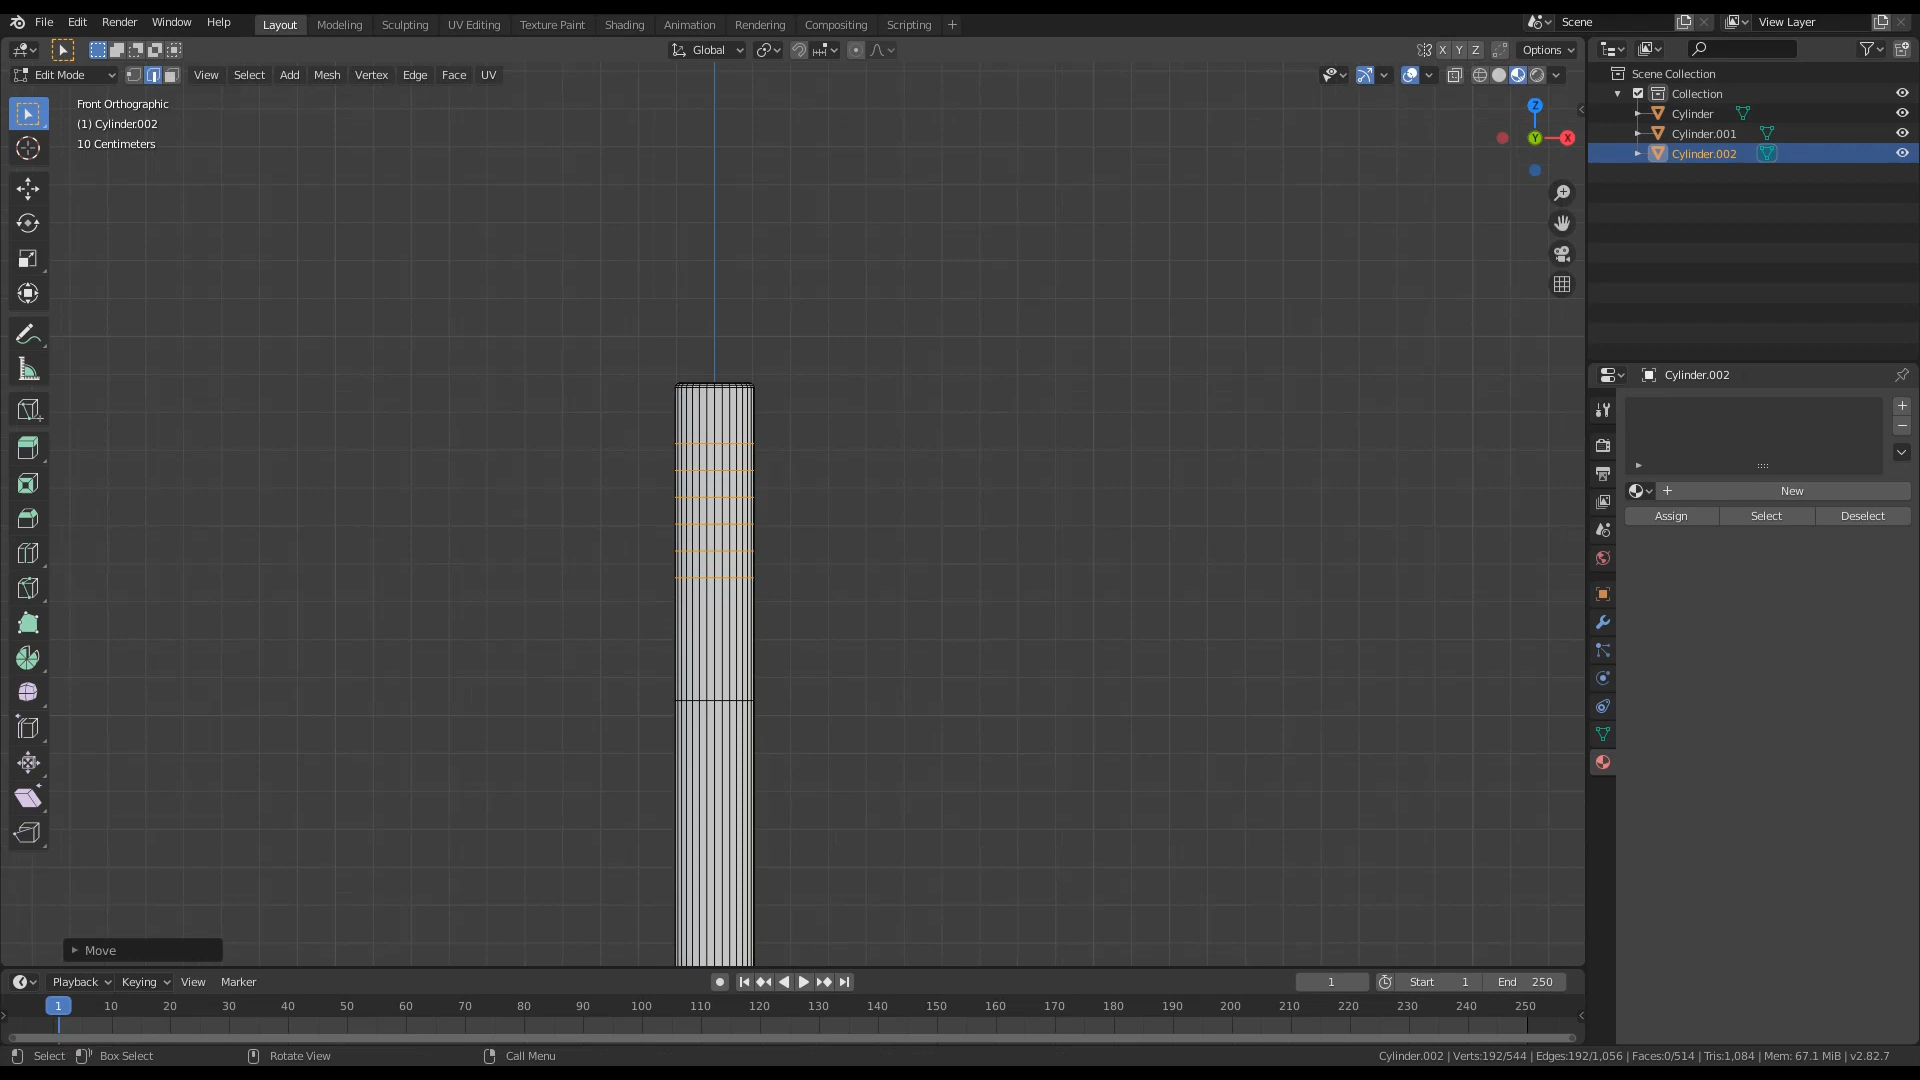 File Edit Render Window Help
Layout Modeling Sculpting UV Editing Texture Paint Shading Animation Rendering Compositing Scripting +
Scene
View Layer
Global
X Y Z Options
Edit Mode View Select Add Mesh Vertex Edge Face UV
Front Orthographic
(1) Cylinder.002
10 Centimeters
Z
Y
X
Scene Collection
Collection
Cylinder
Cylinder.001
Cylinder.002
Cylinder.002
New
Assign Select Deselect
Move
Playback Keying View Marker
1 Start 1 End 250
1 10 20 30 40 50 60 70 80 90 100 110 120 130 140 150 160 170 180 190 200 210 220 230 240 250
Select Box Select Rotate View Call Menu
Cylinder.002 | Verts:192/544 | Edges:192/1,056 | Faces:0/514 | Tris:1,084 | Mem: 67.1 MiB | v2.82.7